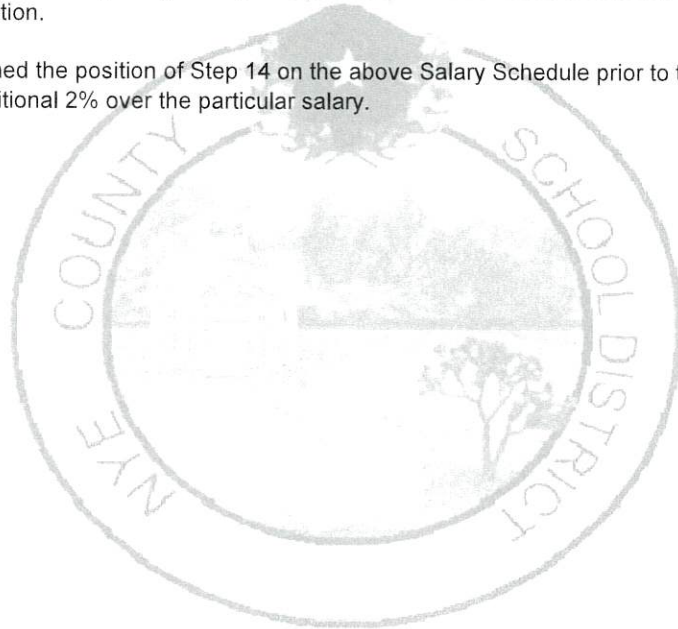 tion.
ned the position of Step 14 on the above Salary Schedule prior to t
itional 2% over the particular salary.
NYE COUNTY SCHOOL DISTRICT